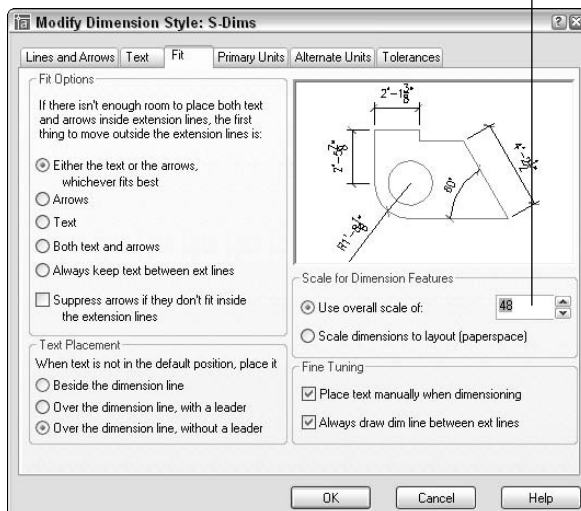 Modify Dimension Style: S-Dims
Lines and Arrows Text Fit Primary Units Alternate Units Tolerances
Fit Options
If there isn't enough room to place both text
and arrows inside extension lines, the first
thing to move outside the extension lines is:
Either the text or the arrows,
whichever fits best
Arrows
Text
Both text and arrows
Always keep text between ext lines
Suppress arrows if they don't fit inside
the extension lines
Text Placement
When text is not in the default position, place it
Beside the dimension line
Over the dimension line, with a leader
Over the dimension line, without a leader
60°
Scale for Dimension Features
Use overall scale of: 48
Scale dimensions to layout (paperspace)
Fine Tuning
Place text manually when dimensioning
Always draw dim line between ext lines
OK Cancel Help